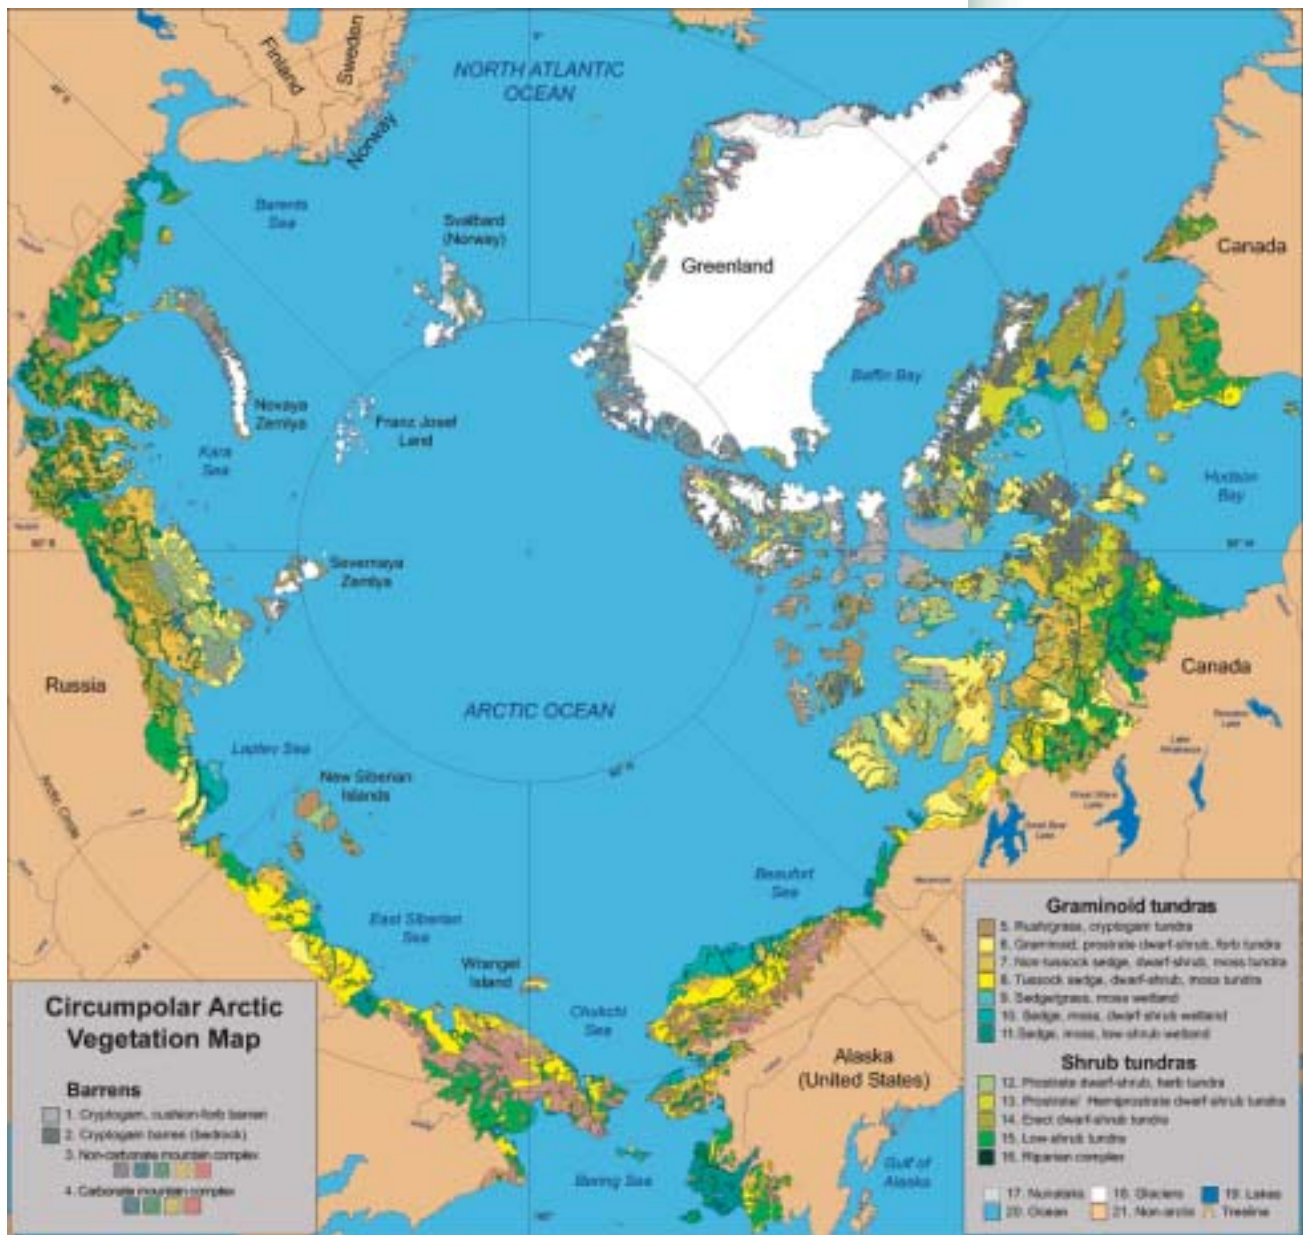 Finland
Sweden
Norway
NORTH ATLANTIC
OCEAN
0°
40° E
40° W
Barents
Sea
Svalbard
(Norway)
Greenland
Canada
Baffin Bay
Novaya
Zemlya
Franz Josef
Land
Kara
Sea
Hudson
Bay
80° E
80° W
Severnaya
Zemlya
Russia
ARCTIC OCEAN
Canada
Laptev Sea
80° N
New Siberian
Islands
Arctic Circle
Great Slave
Lake
Great Bear
Lake
Beaufort
Sea
East Siberian
Sea
Wrangel
Island
Chukchi
Sea
Alaska
(United States)
Bering Sea
Gulf of
Alaska
Circumpolar Arctic
Vegetation Map
Barrens
1. Cryptogam, cushion-forb barren
2. Cryptogam barren (bedrock)
3. Non-carbonate mountain complex
4. Carbonate mountain complex
Graminoid tundras
5. Rush/grass, cryptogam tundra
6. Graminoid, prostrate dwarf-shrub, forb tundra
7. Non-tussock sedge, dwarf-shrub, moss tundra
8. Tussock sedge, dwarf-shrub, moss tundra
9. Sedge/grass, moss wetland
10. Sedge, moss, dwarf-shrub wetland
11. Sedge, moss, low-shrub wetland
Shrub tundras
12. Prostrate dwarf-shrub, herb tundra
13. Prostrate/ Hemiprostrate dwarf-shrub tundra
14. Erect dwarf-shrub tundra
15. Low-shrub tundra
16. Riparian complex
17. Nunataks 18. Glaciers 19. Lakes
20. Ocean 21. Non-arctic Treeline